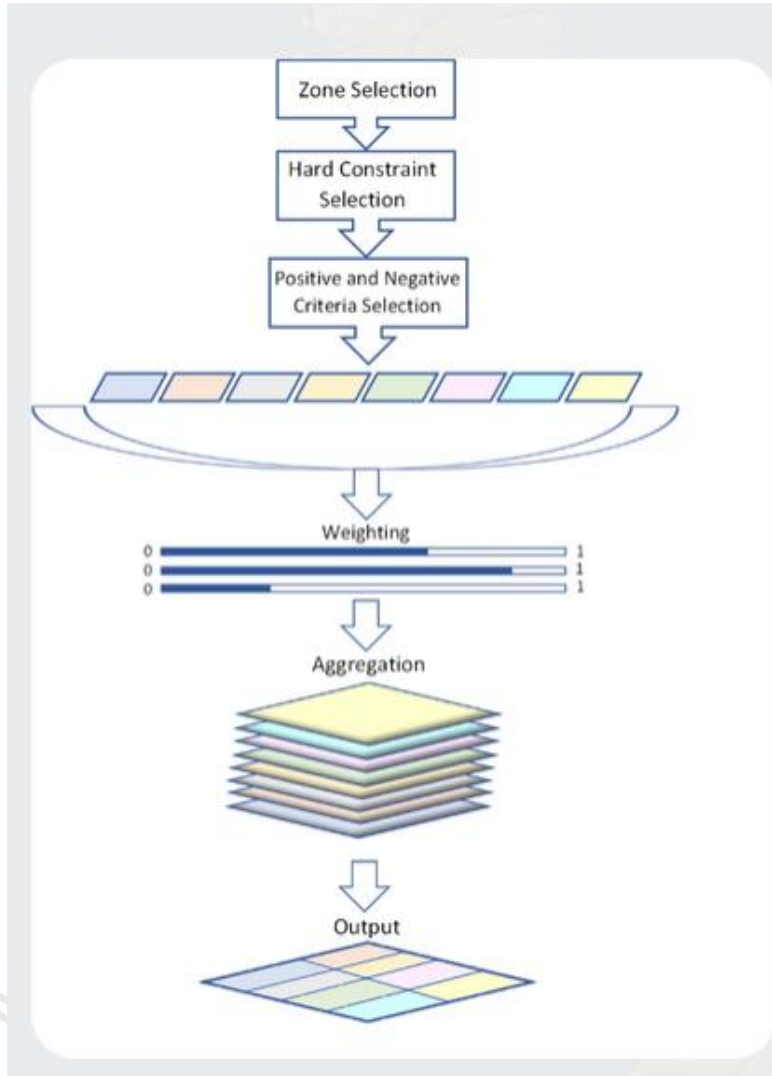 Zone Selection
Hard Constraint
Selection
Positive and Negative
Criteria Selection
Weighting
0 1
0 1
0 1
Aggregation
Output